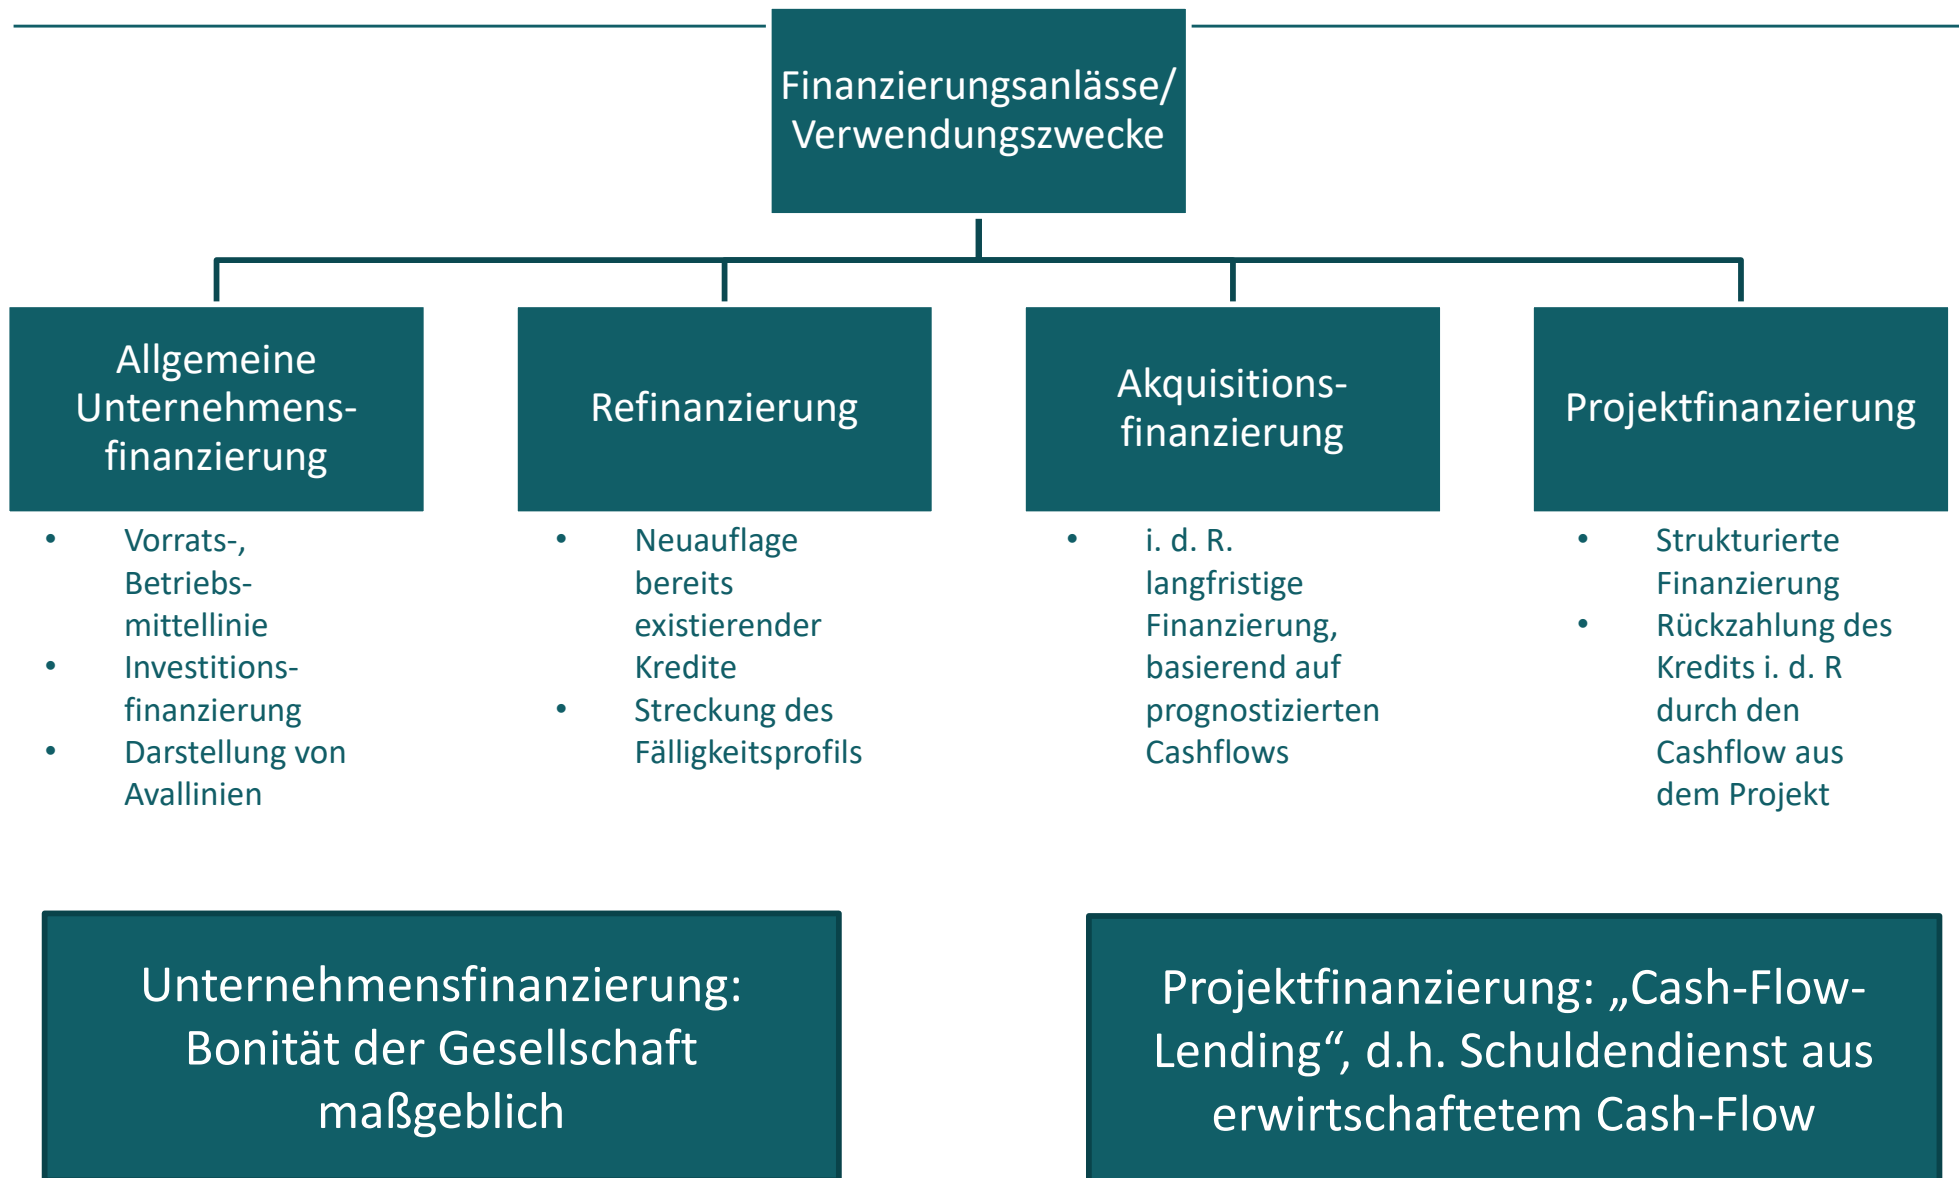 Finanzierungsanlässe/
Verwendungszwecke
Allgemeine
Unternehmens-
finanzierung
• Vorrats-,
Betriebs-
mittellinie
• Investitions-
finanzierung
• Darstellung von
Avallinien
Refinanzierung
• Neuauflage
bereits
existierender
Kredite
• Streckung des
Fälligkeitsprofils
Akquisitions-
finanzierung
• i. d. R.
langfristige
Finanzierung,
basierend auf
prognostizierten
Cashflows
Projektfinanzierung
• Strukturierte
Finanzierung
• Rückzahlung des
Kredits i. d. R
durch den
Cashflow aus
dem Projekt
Unternehmensfinanzierung:
Bonität der Gesellschaft
maßgeblich
Projektfinanzierung: „Cash-Flow-
Lending“, d.h. Schuldendienst aus
erwirtschaftetem Cash-Flow